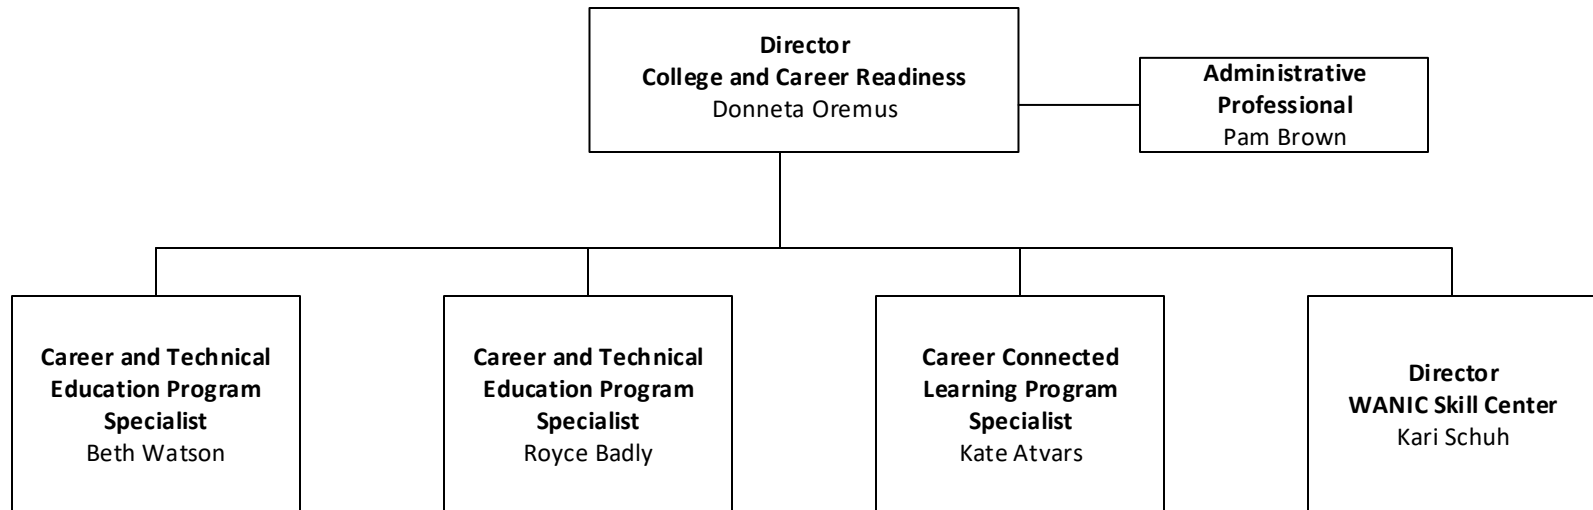 Director
College and Career Readiness
Donneta Oremus
Administrative
Professional
Pam Brown
Career and Technical
Education Program
Specialist
Beth Watson
Career and Technical
Education Program
Specialist
Royce Badly
Career Connected
Learning Program
Specialist
Kate Atvars
Director
WANIC Skill Center
Kari Schuh